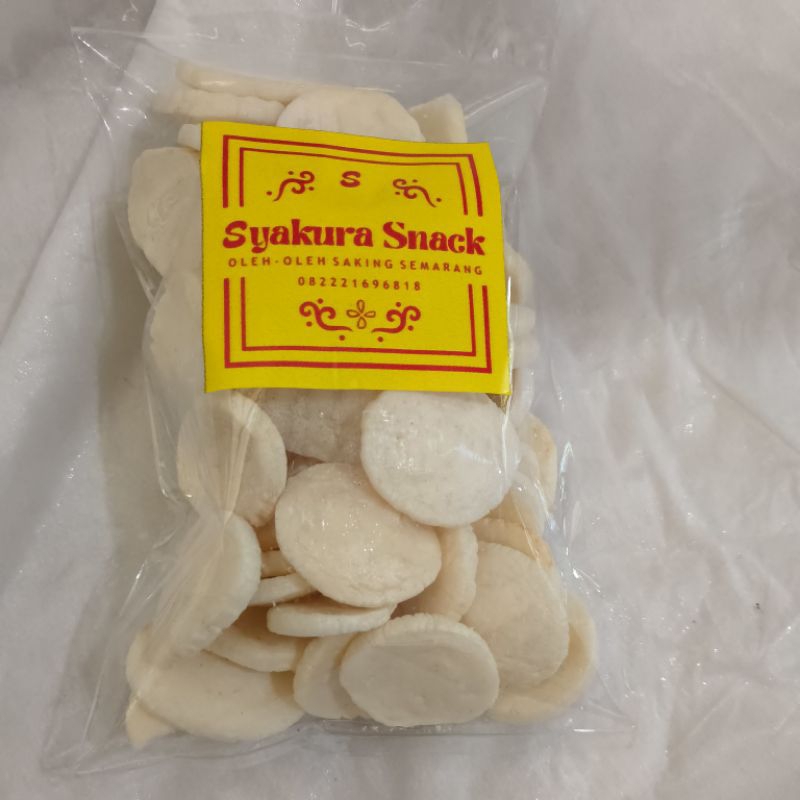 S
Syakura Snack
OLEH-OLEH SAKING SEMARANG
082221696818